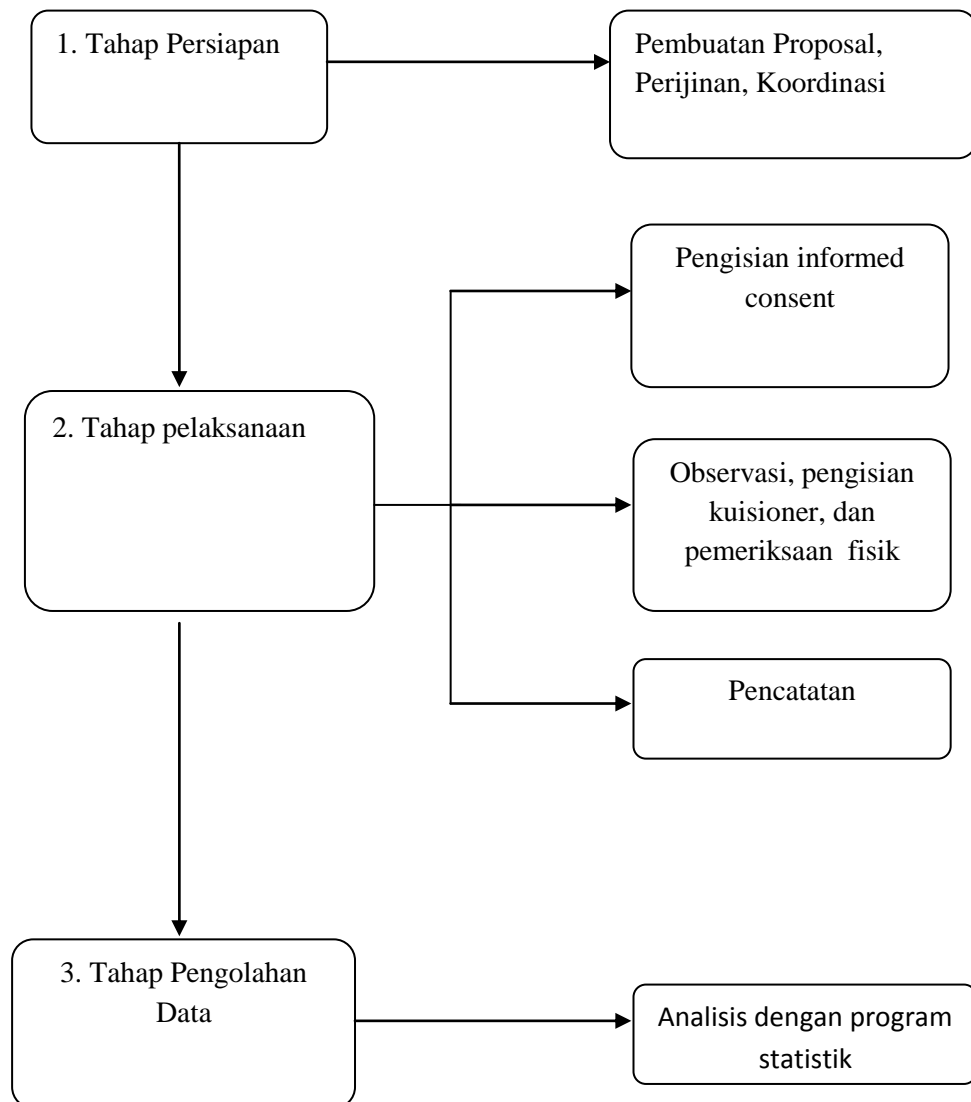 1. Tahap Persiapan
Pembuatan Proposal,
Perijinan, Koordinasi
Pengisian informed
consent
2. Tahap pelaksanaan
Observasi, pengisian
kuisioner, dan
pemeriksaan fisik
Pencatatan
3. Tahap Pengolahan
Data
Analisis dengan program
statistik